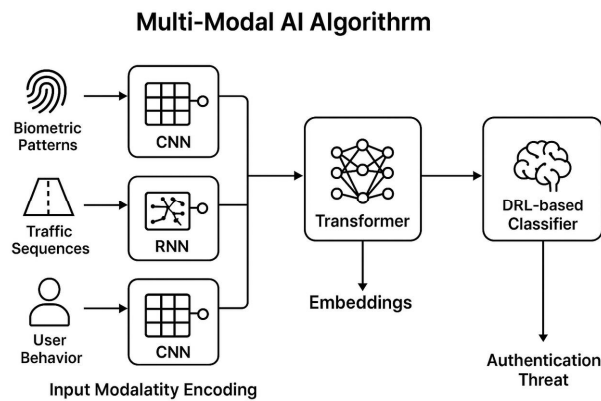 Multi-Modal AI Algorithrm
Biometric
Patterns
CNN
Traffic
Sequences
RNN
User
Behavior
CNN
Input Modalatity Encoding
Transformer
Embeddings
DRL-based
Classifier
Authentication
Threat